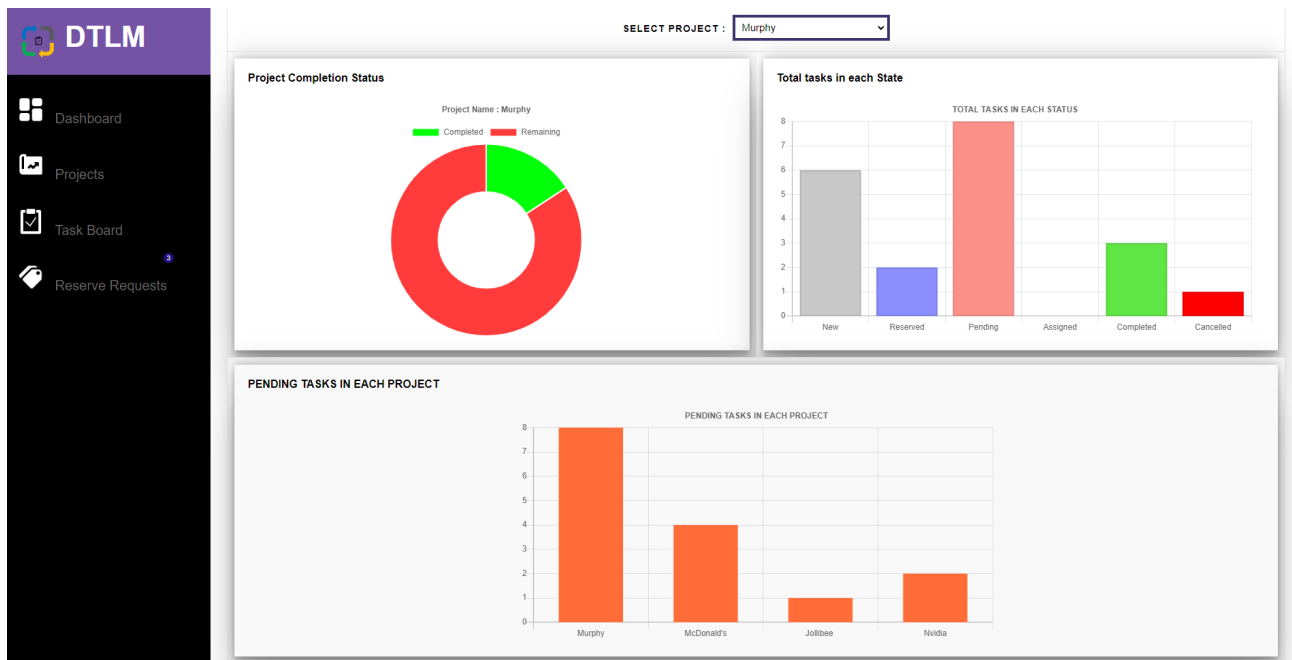 DTLM
Dashboard
Projects
Task Board
3
Reserve Requests
SELECT PROJECT :
Murphy
Project Completion Status
Project Name : Murphy
Completed
Remaining
Total tasks in each State
TOTAL TASKS IN EACH STATUS
8
7
6
5
4
3
2
1
0
New
Reserved
Pending
Assigned
Completed
Cancelled
PENDING TASKS IN EACH PROJECT
PENDING TASKS IN EACH PROJECT
8
7
6
5
4
3
2
1
0
Murphy
McDonald's
Jollibee
Nvidia